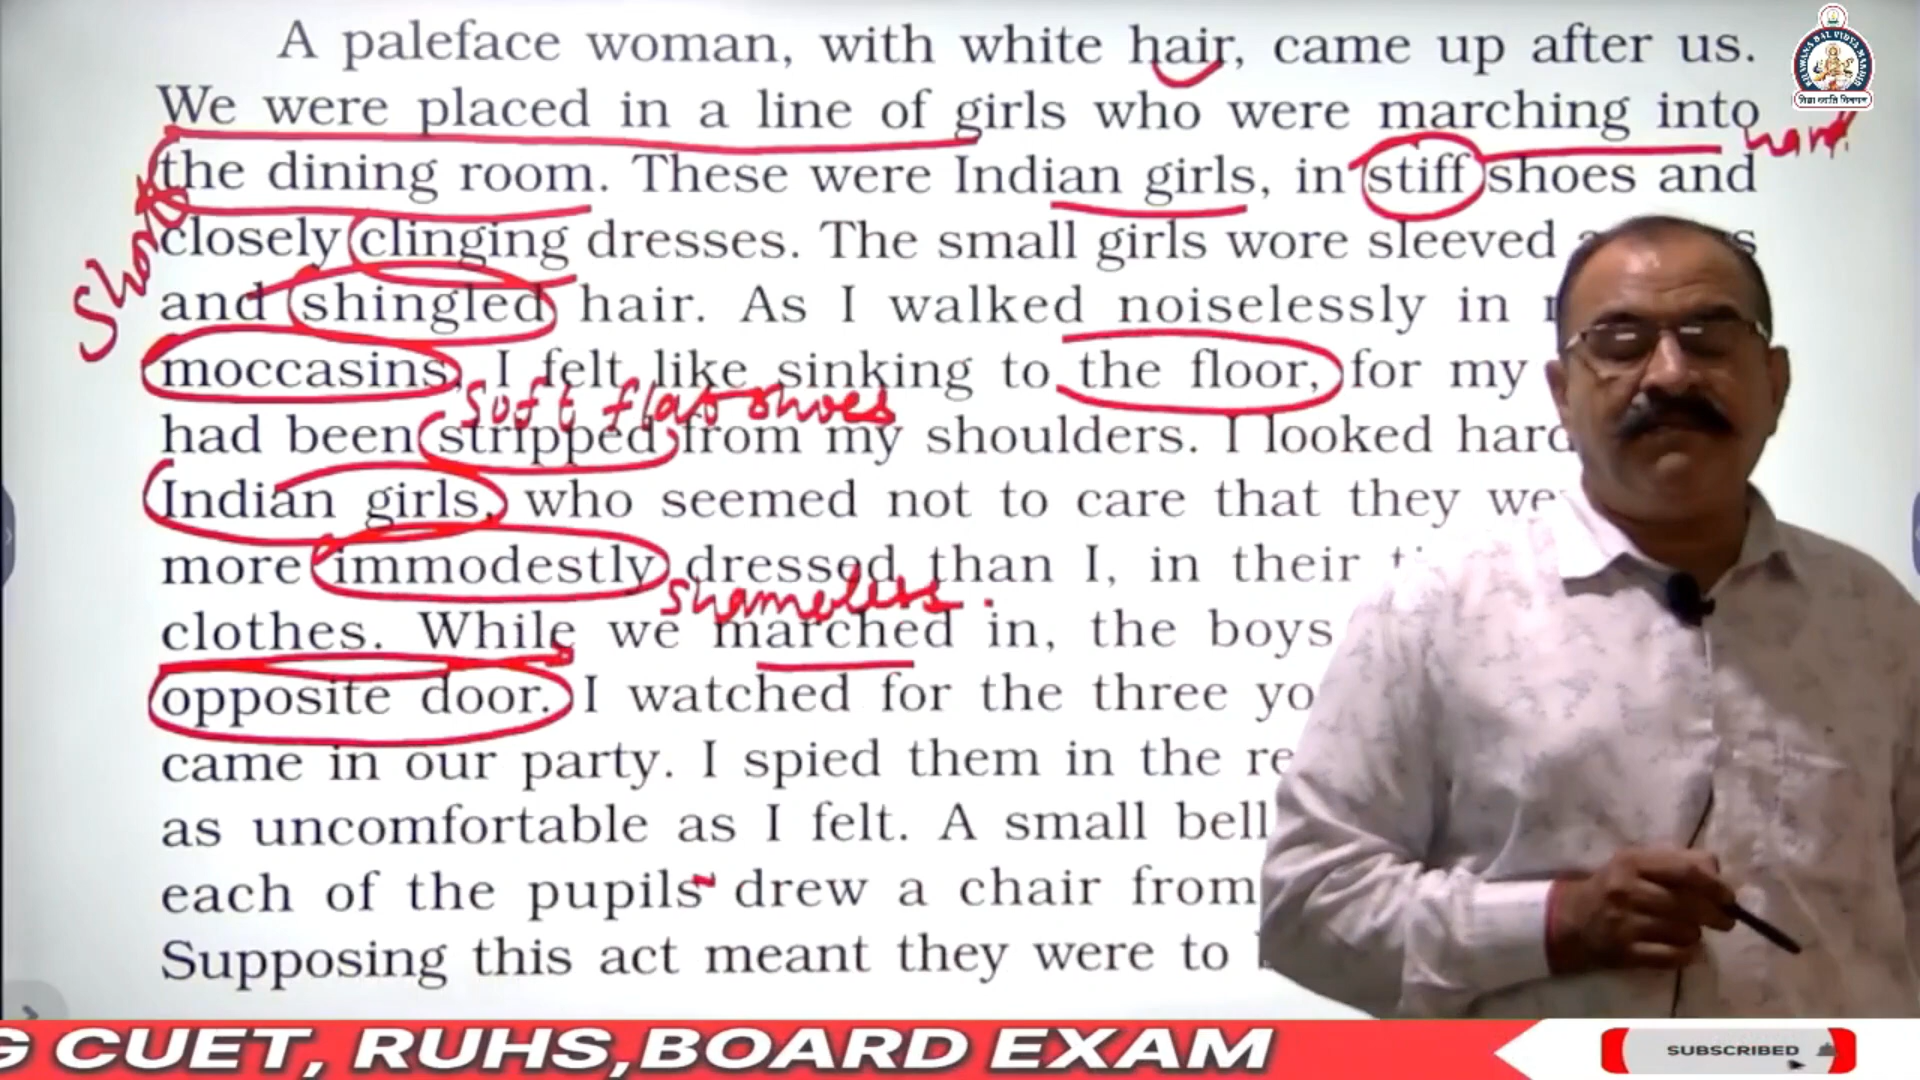 A paleface woman, with white hair, came up after us.
We were placed in a line of girls who were marching into
hard
the dining room. These were Indian girls, in stiff shoes and
closely clinging dresses. The small girls wore sleeved
Short
and shingled hair. As I walked noiselessly in
moccasins, I felt like sinking to the floor, for my
soft flat shoes
had been stripped from my shoulders. I looked hard
Indian girls, who seemed not to care that they
more immodestly dressed than I, in their
shameless
clothes. While we marched in, the boys
opposite door. I watched for the three
came in our party. I spied them in the
as uncomfortable as I felt. A small bell
each of the pupils drew a chair from
Supposing this act meant they were to
CUET, RUHS,BOARD EXAM
SUBSCRIBED